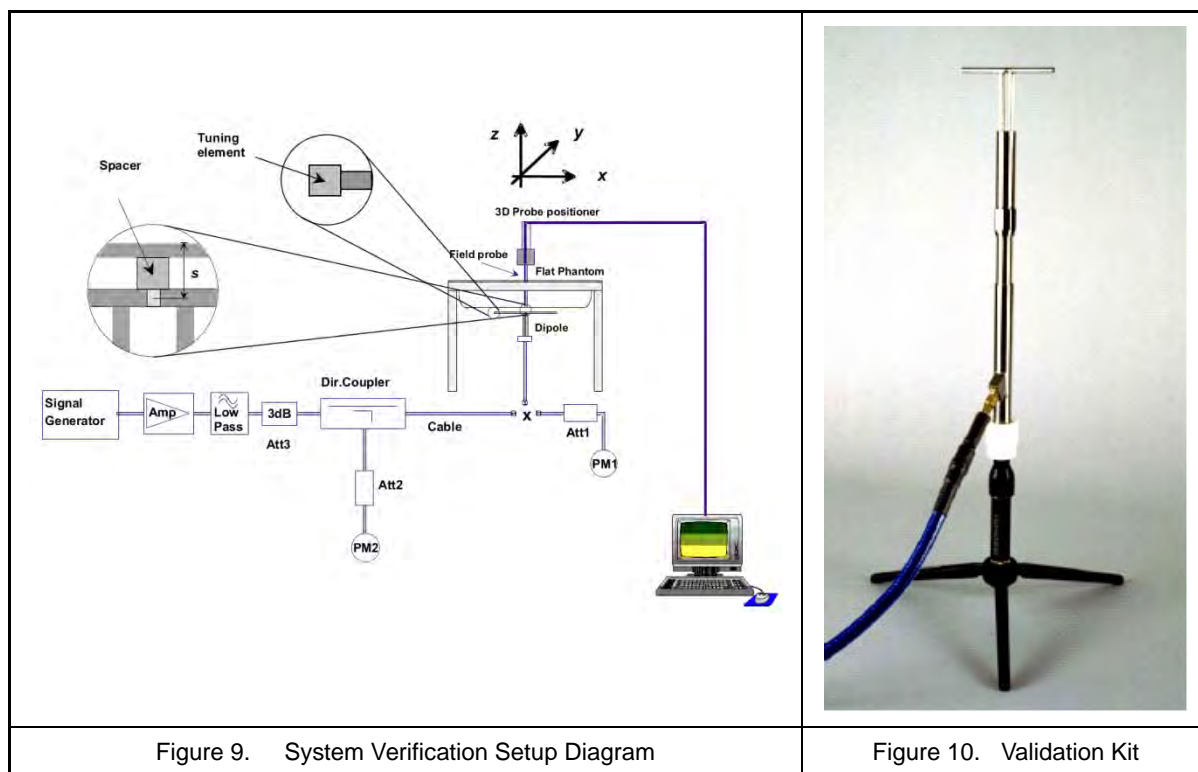 Tuning
element
Spacer
s
z
y
x
3D Probe positioner
Field probe
Flat Phantom
Dipole
Signal
Generator
Amp
Low
Pass
3dB
Att3
Dir.Coupler
Cable
x
Att1
PM1
Att2
PM2
Figure 9. System Verification Setup Diagram
Figure 10. Validation Kit